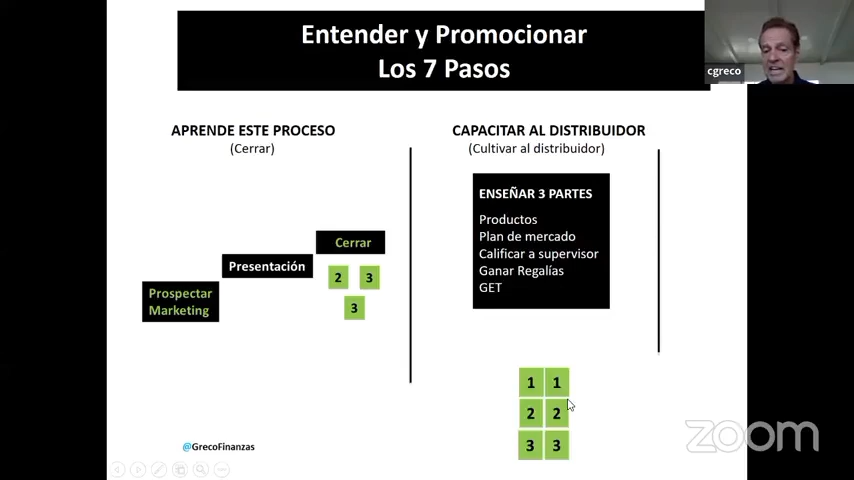 Entender y Promocionar
Los 7 Pasos
cgreco
APRENDE ESTE PROCESO
(Cerrar)
CAPACITAR AL DISTRIBUIDOR
(Cultivar al distribuidor)
ENSEÑAR 3 PARTES
Productos
Plan de mercado
Calificar a supervisor
Ganar Regalías
GET
Cerrar
Presentación
2 3
Prospectar
Marketing
3
1 1
2 2
3 3
@GrecoFinanzas
zoom